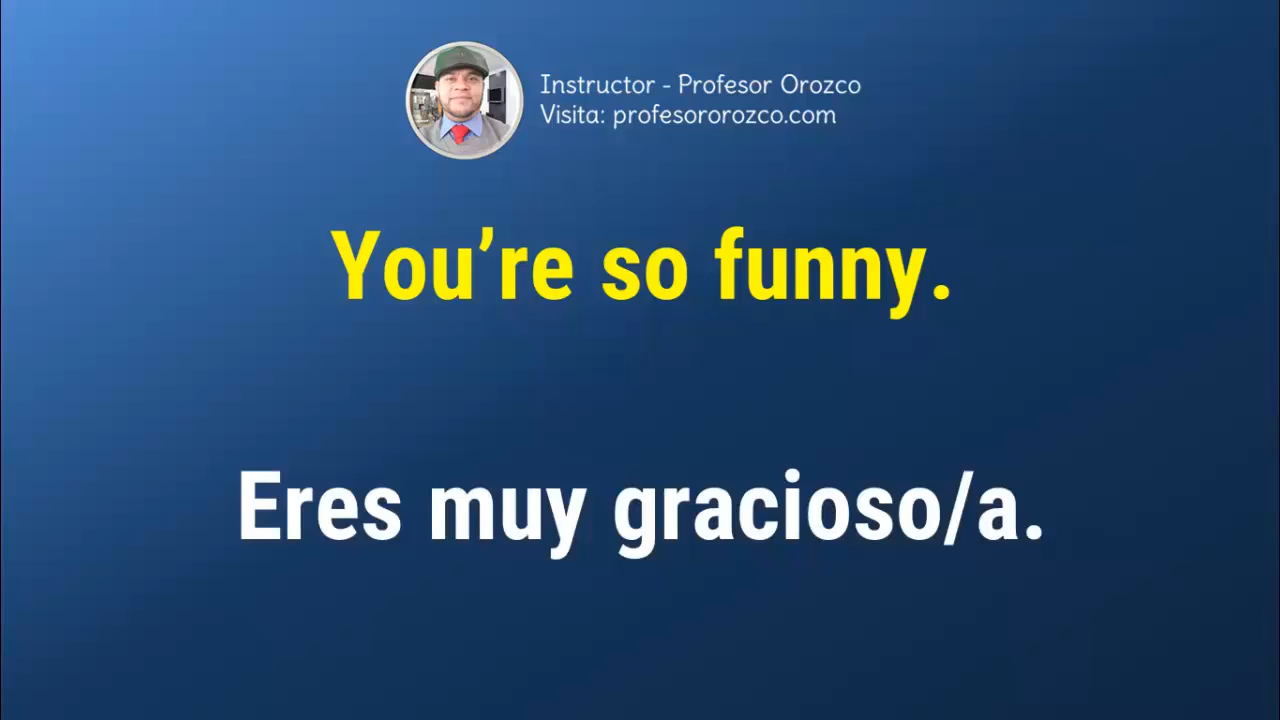 Instructor - Profesor Orozco
Visita: profesororozco.com
You’re so funny.
Eres muy gracioso/a.